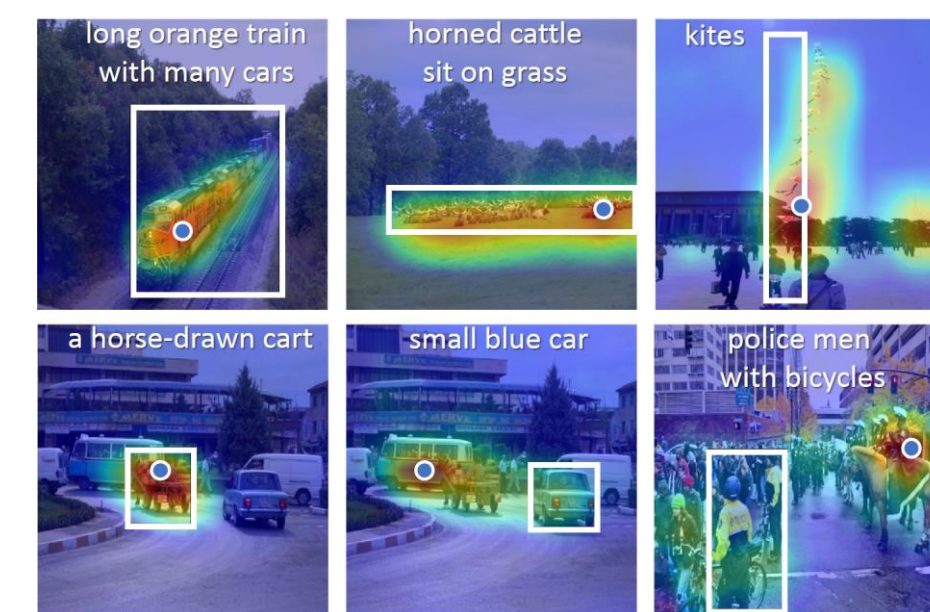 long orange train
with many cars
horned cattle
sit on grass
kites
a horse-drawn cart
small blue car
police men
with bicycles